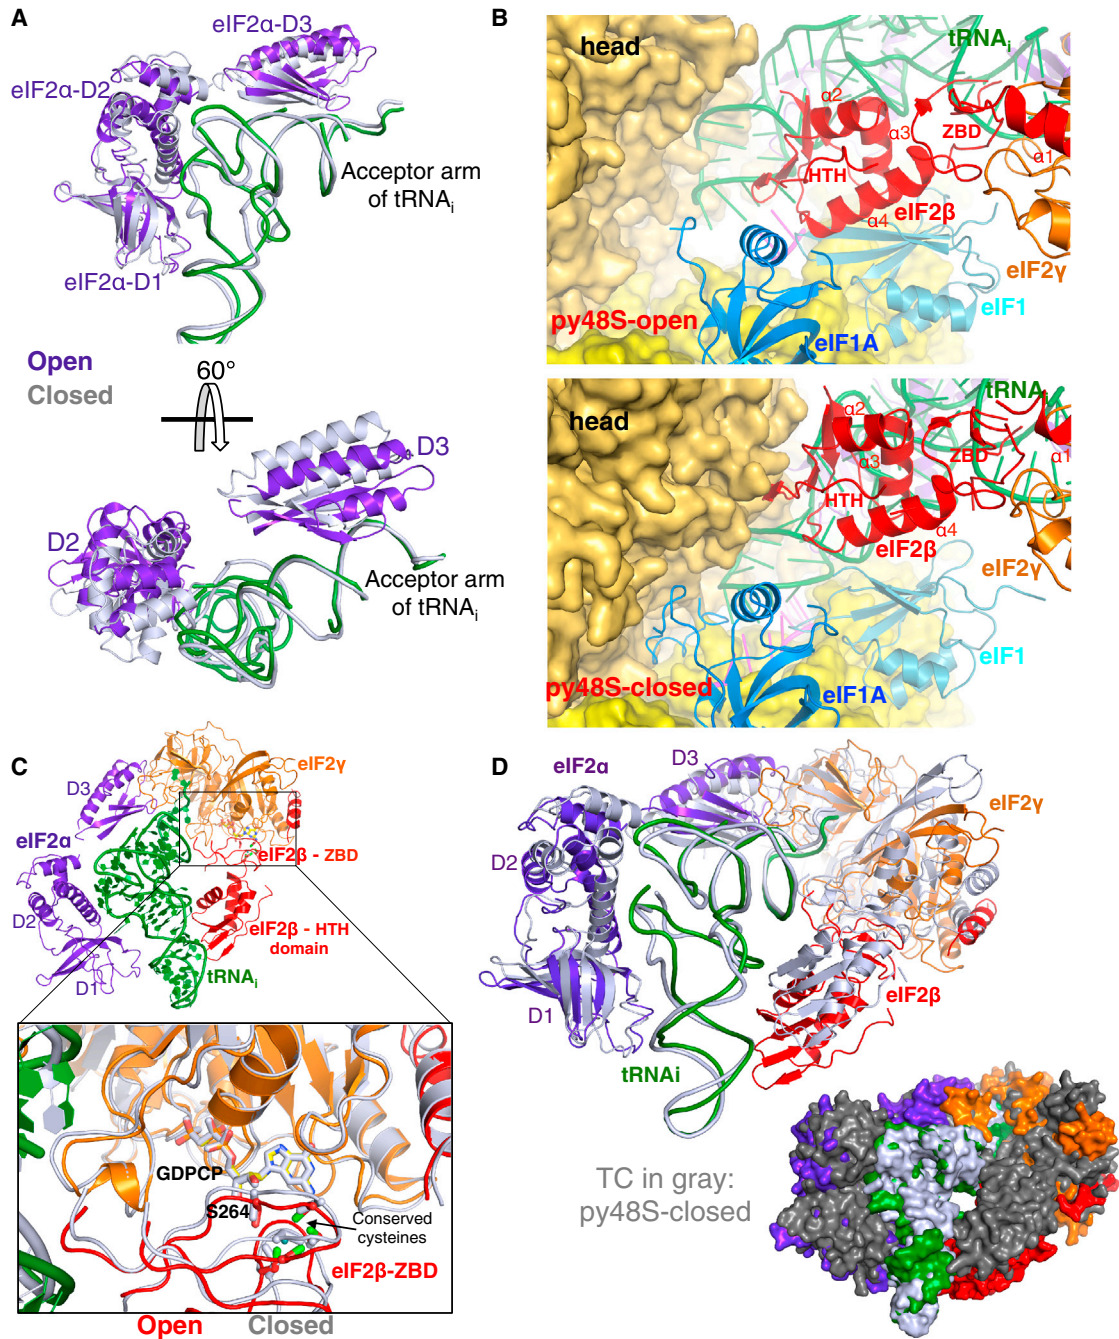 A
eIF2α-D3
eIF2α-D2
Acceptor arm
of tRNAi
eIF2α-D1
Open
Closed
60°
D3
D2
Acceptor arm
of tRNAi
B
head
tRNAi
α2
α3
ZBD
α1
HTH
eIF2β
α4
eIF2γ
eIF1
py48S-open
eIF1A
head
tRNAi
α2
ZBD
α1
α3
HTH
α4
eIF2β
eIF2γ
eIF1
py48S-closed
eIF1A
C
eIF2γ
D3
eIF2α
eIF2β - ZBD
D2
eIF2β - HTH
domain
D1
tRNAi
GDPCP
S264
Conserved
cysteines
eIF2β-ZBD
Open Closed
D
eIF2α
D3
eIF2γ
D2
D1
eIF2β
tRNAi
TC in gray:
py48S-closed